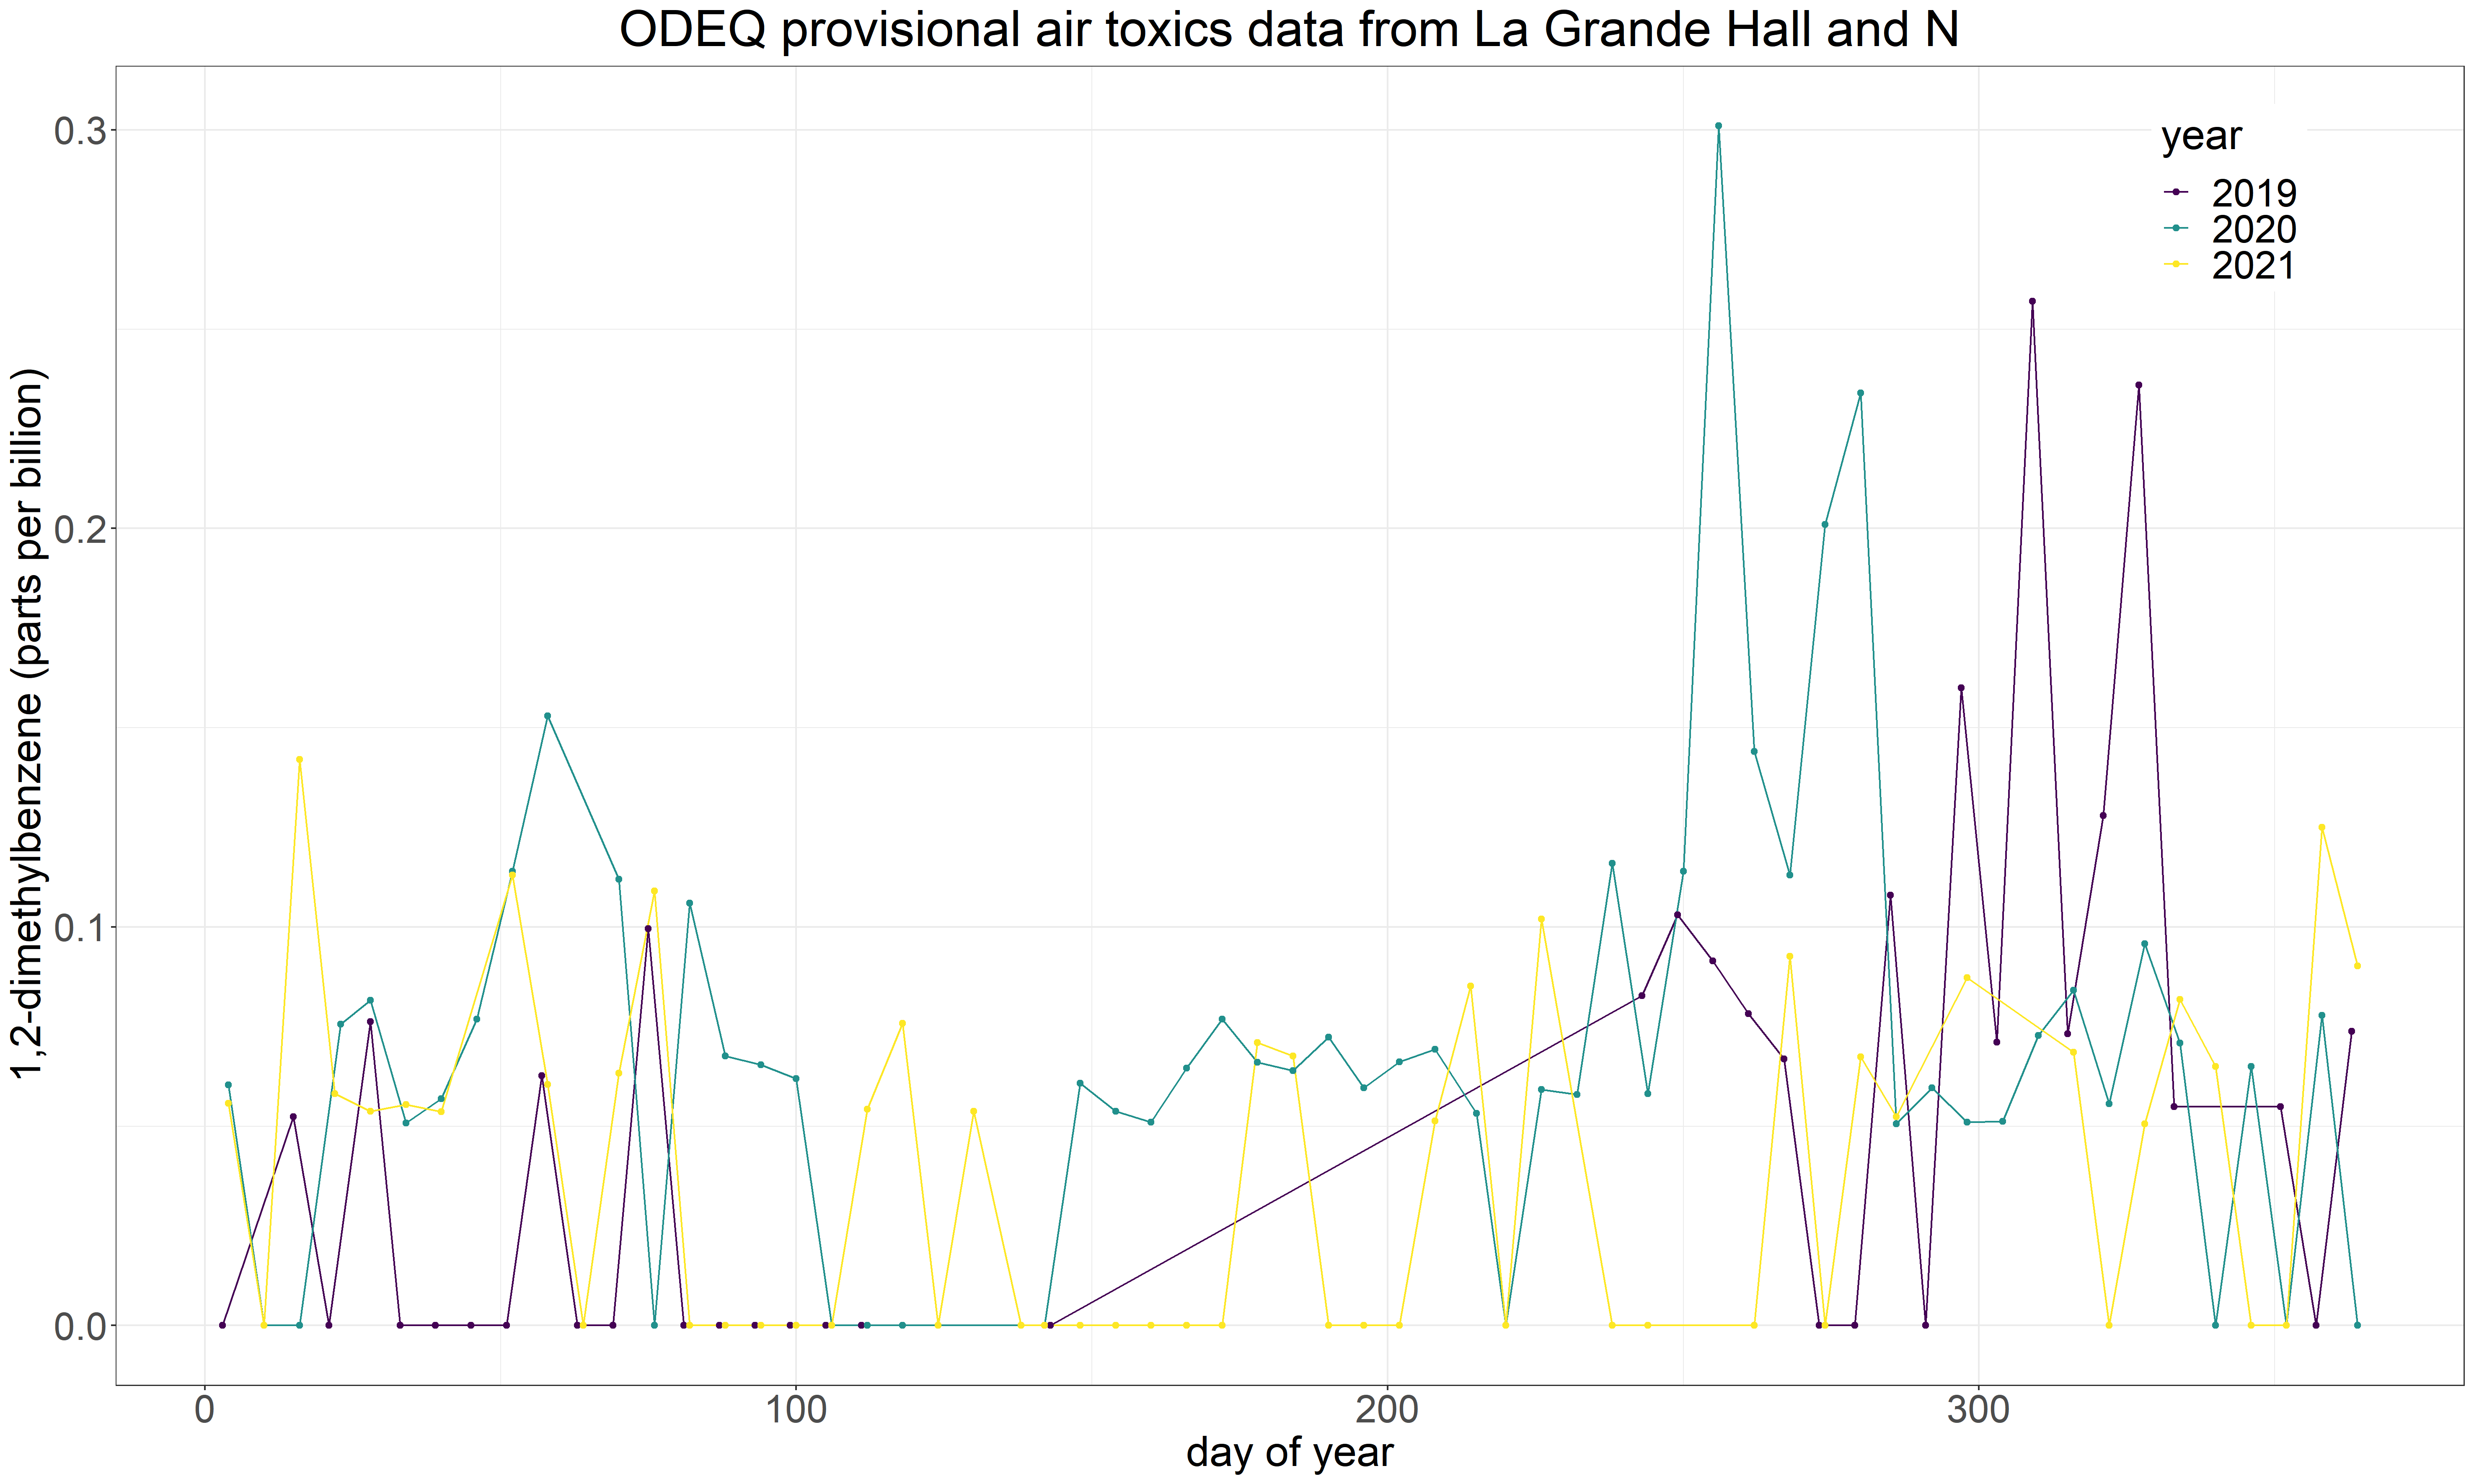 ODEQ provisional air toxics data from La Grande Hall and N
1,2-dimethylbenzene (parts per billion)
0.3
0.2
0.1
0.0
year
2019
2020
2021
0
100
200
300
day of year